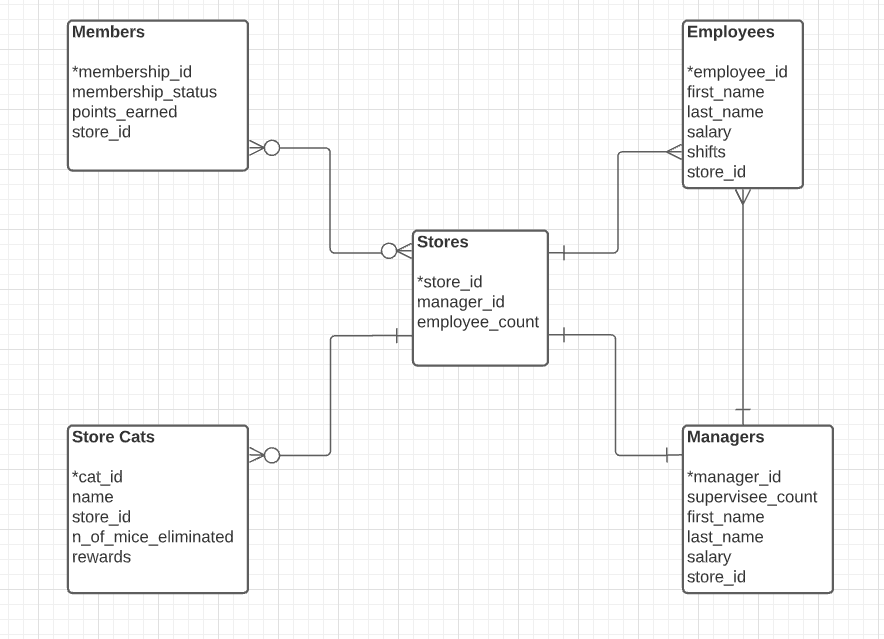 Members
*membership_id
membership_status
points_earned
store_id
Employees
*employee_id
first_name
last_name
salary
shifts
store_id
Stores
*store_id
manager_id
employee_count
Store Cats
*cat_id
name
store_id
n_of_mice_eliminated
rewards
Managers
*manager_id
supervisee_count
first_name
last_name
salary
store_id